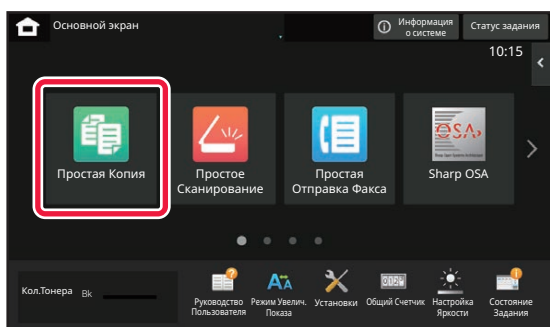 Основной экран
Информация
о системе
Статус задания
10:15
Простая Копия
Простое
Сканирование
Простая
Отправка Факса
OSA
Sharp OSA
Кол.Тонера Bk
Руководство
Пользователя
Режим Увелич.
Показа
Установки
Общий Счетчик
Настройка
Яркости
Состояние
Задания